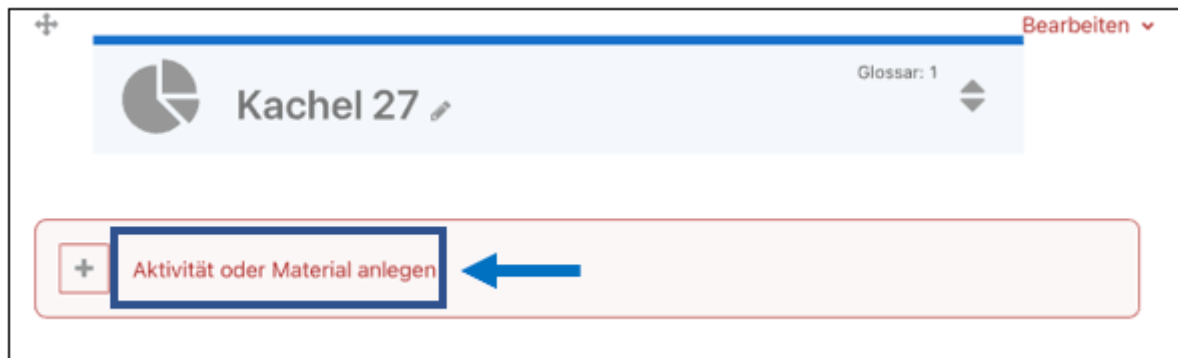 Bearbeiten
Glossar: 1
Kachel 27
Aktivität oder Material anlegen